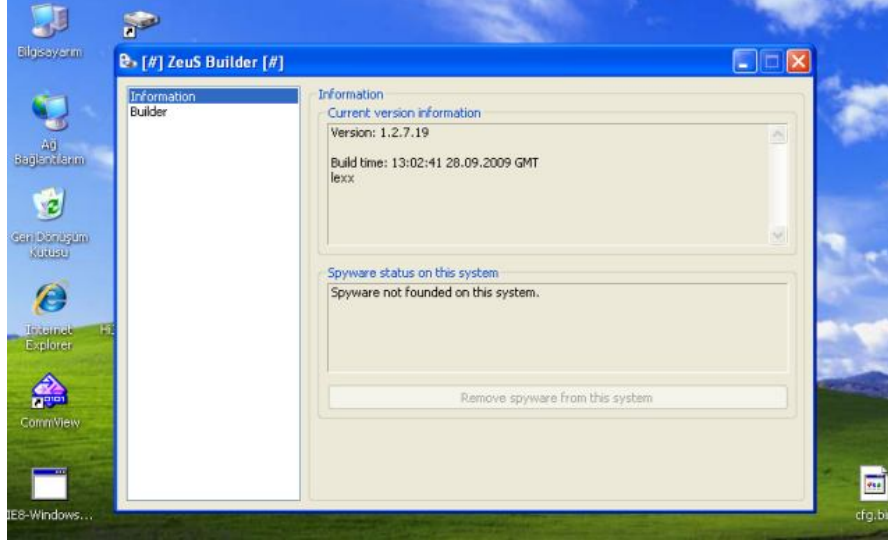 Bilgisayarım
[#] ZeuS Builder [#]
Information
Builder
Information
Current version information
Version: 1.2.7.19
Build time: 13:02:41 28.09.2009 GMT
lexx
Ağ
Bağlantılarım
Geri Dönüşüm
Kutusu
Spyware status on this system
Spyware not founded on this system.
Internet
Explorer
Remove spyware from this system
CommView
IE8-Windows...
cfg.bi